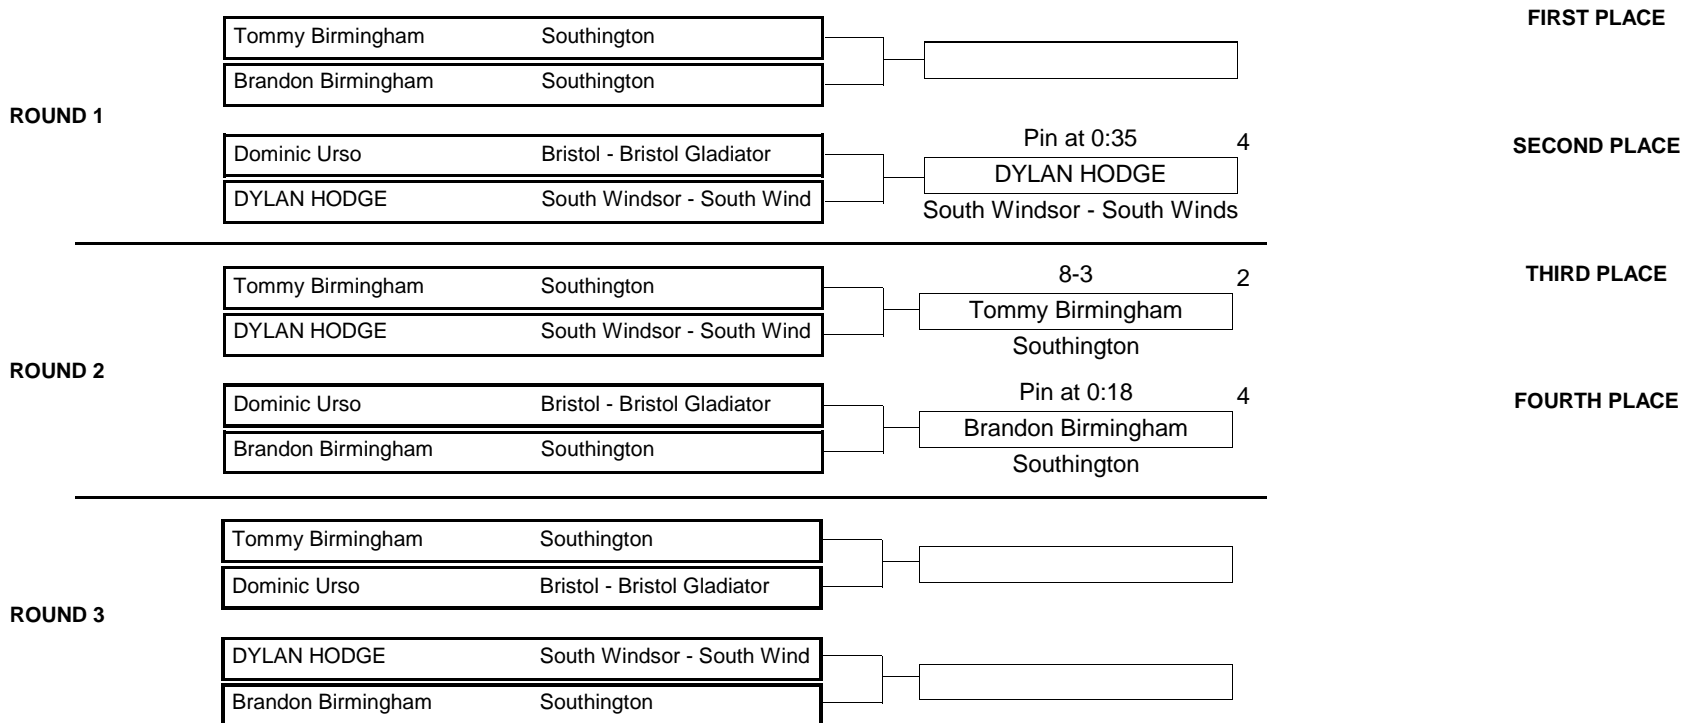 FIRST PLACE
Tommy Birmingham Southington
Brandon Birmingham Southington
ROUND 1
Pin at 0:35 4
Dominic Urso Bristol - Bristol Gladiator
DYLAN HODGE
SECOND PLACE
DYLAN HODGE South Windsor - South Wind
South Windsor - South Winds
8-3 2
THIRD PLACE
Tommy Birmingham Southington
Tommy Birmingham
DYLAN HODGE South Windsor - South Wind
Southington
ROUND 2
Pin at 0:18 4
Dominic Urso Bristol - Bristol Gladiator
FOURTH PLACE
Brandon Birmingham
Brandon Birmingham Southington
Southington
Tommy Birmingham Southington
Dominic Urso Bristol - Bristol Gladiator
ROUND 3
DYLAN HODGE South Windsor - South Wind
Brandon Birmingham Southington